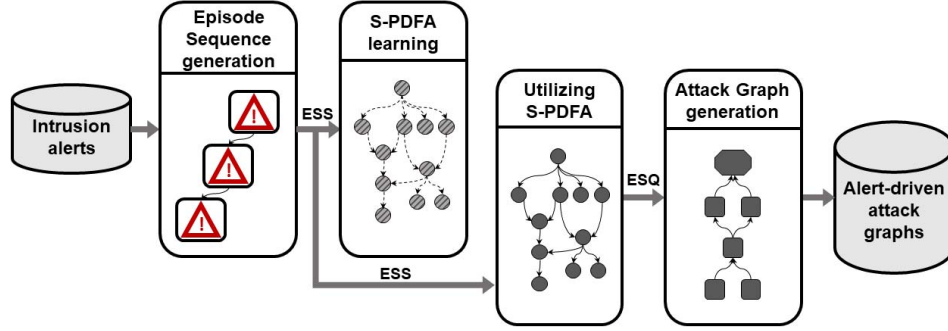 Intrusion
alerts
Episode
Sequence
generation
!
!
!
ESS
S-PDFA
learning
ESS
Utilizing
S-PDFA
ESQ
Attack Graph
generation
Alert-driven
attack
graphs